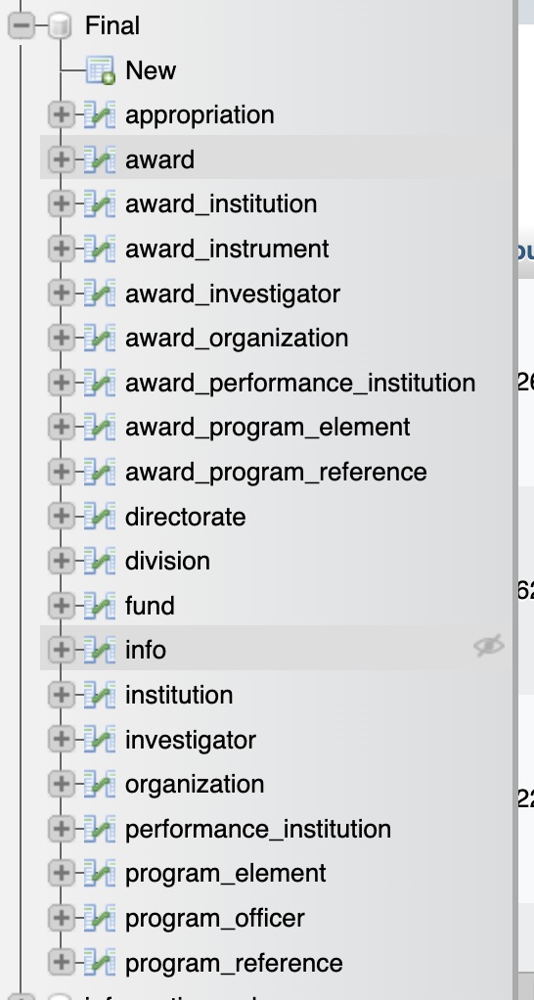 Final
New
appropriation
award
award_institution
award_instrument
award_investigator
award_organization
award_performance_institution
award_program_element
award_program_reference
directorate
division
fund
info
institution
investigator
organization
performance_institution
program_element
program_officer
program_reference